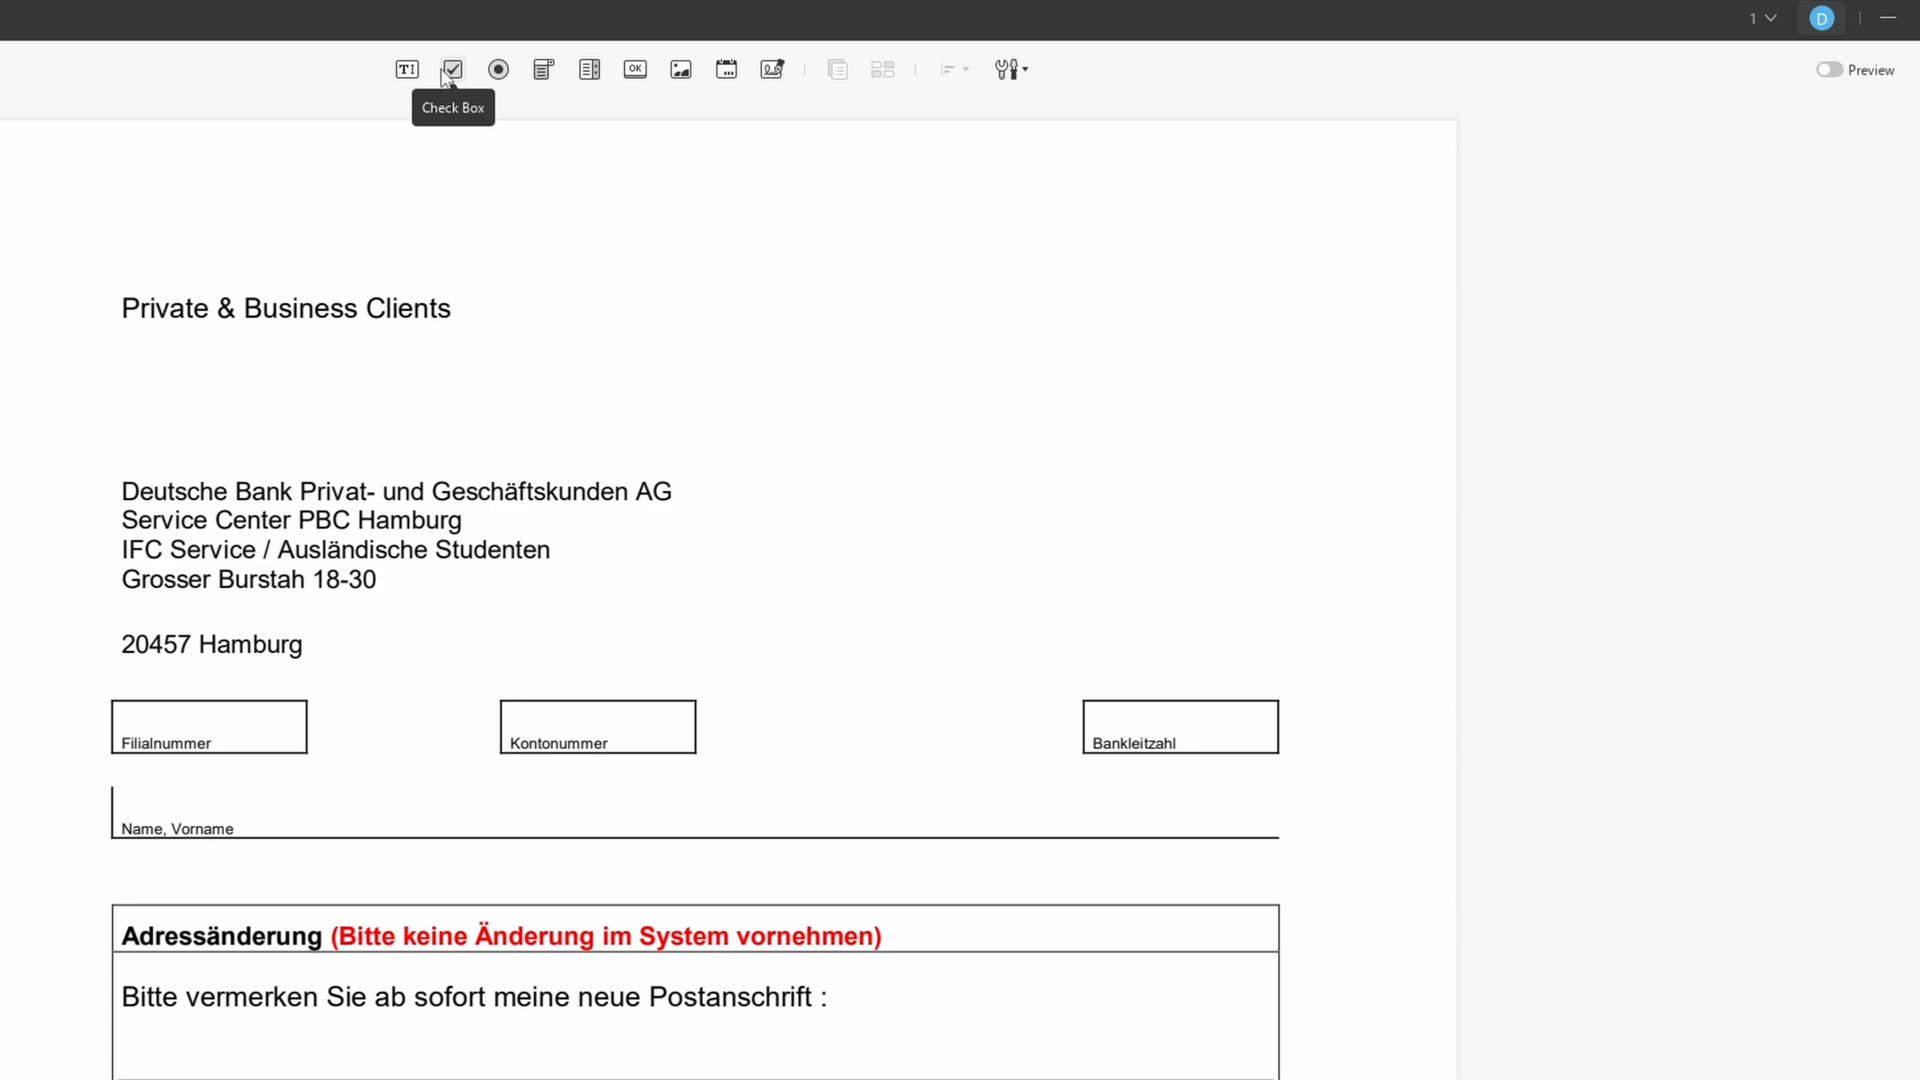 1
D
TI
OK
Preview
Check Box
Private & Business Clients
Deutsche Bank Privat- und Geschäftskunden AG
Service Center PBC Hamburg
IFC Service / Ausländische Studenten
Grosser Burstah 18-30
20457 Hamburg
Filialnummer
Kontonummer
Bankleitzahl
Name, Vorname
Adressänderung (Bitte keine Änderung im System vornehmen)
Bitte vermerken Sie ab sofort meine neue Postanschrift :